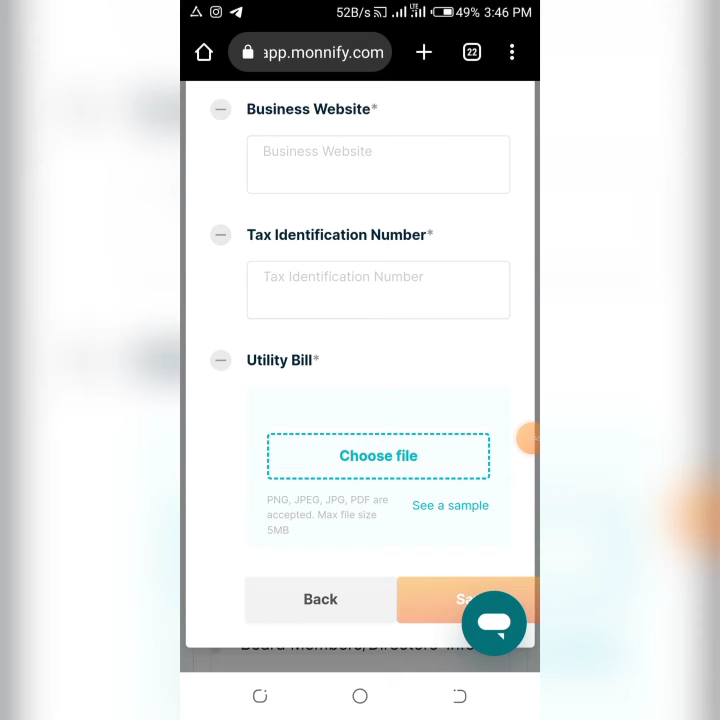 52B/s LTE 49% 3:46 PM
app.monnify.com 22
Business Website*
Business Website
Tax Identification Number*
Tax Identification Number
Utility Bill*
Choose file
PNG, JPEG, JPG, PDF are
accepted. Max file size
5MB
See a sample
Back